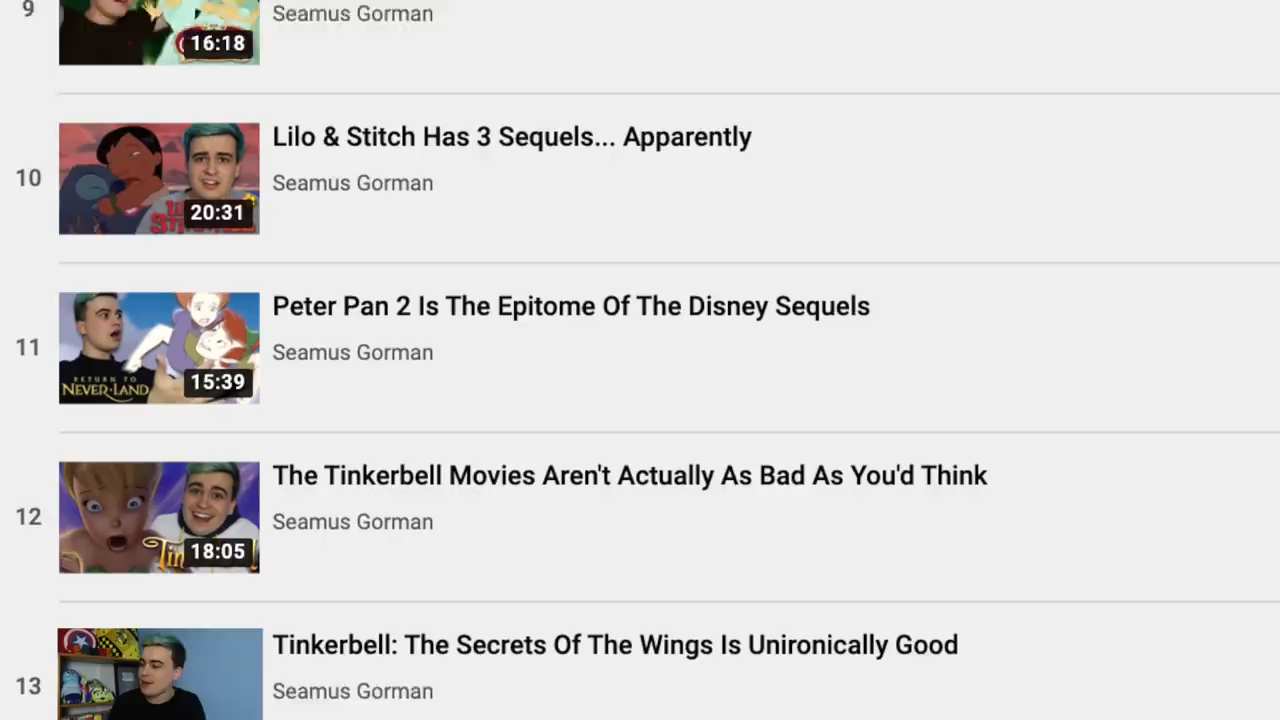 9
Seamus Gorman
16:18
10
Lilo & Stitch Has 3 Sequels... Apparently
Seamus Gorman
20:31
11
Peter Pan 2 Is The Epitome Of The Disney Sequels
Seamus Gorman
RETURN TO
NEVER·LAND
15:39
12
The Tinkerbell Movies Aren't Actually As Bad As You'd Think
Seamus Gorman
18:05
13
Tinkerbell: The Secrets Of The Wings Is Unironically Good
Seamus Gorman